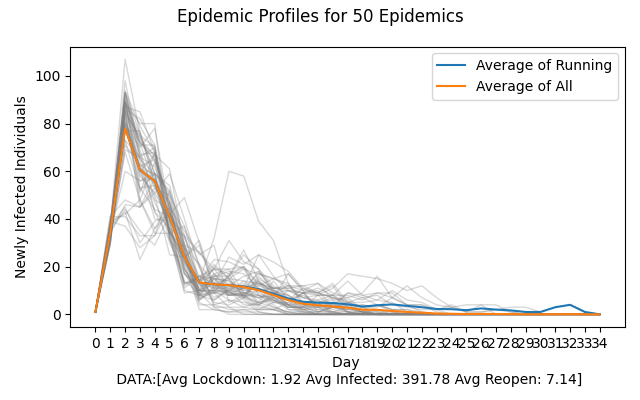 Epidemic Profiles for 50 Epidemics
Newly Infected Individuals
100
80
60
40
20
0
Average of Running
Average of All
0 1 2 3 4 5 6 7 8 9 10 11 12 13 14 15 16 17 18 19 20 21 22 23 24 25 26 27 28 29 30 31 32 33 34
Day
DATA:[Avg Lockdown: 1.92 Avg Infected: 391.78 Avg Reopen: 7.14]